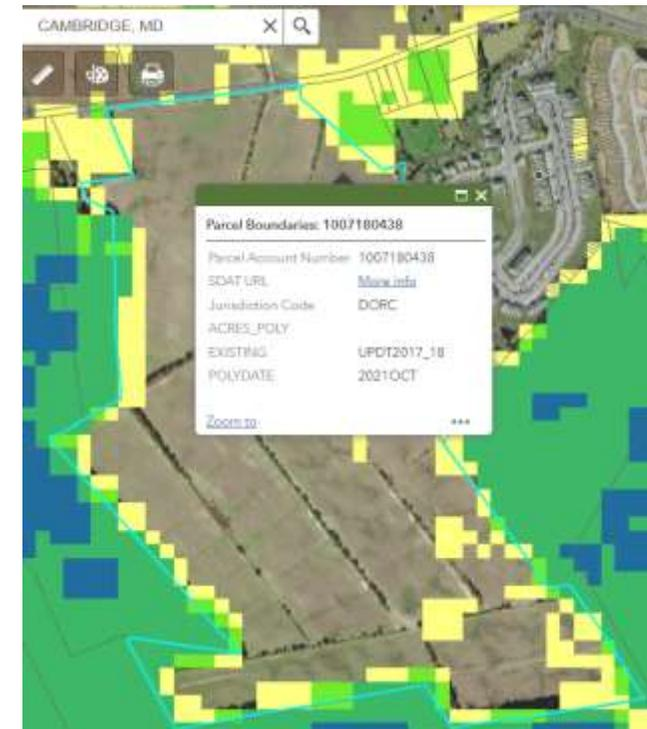 CAMBRIDGE, MD
Parcel Boundaries: 1007180438
Parcel Account Number 1007180438
SDAT URL More info
Jurisdiction Code DORC
ACRES_POLY
EXISTING UPDT2017_18
POLYDATE 2021OCT
Zoom to